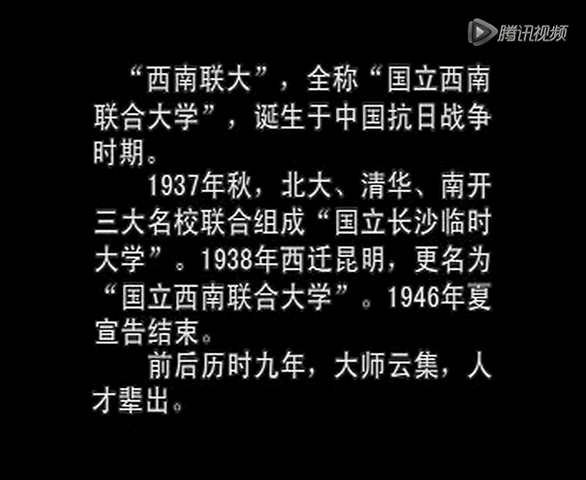 腾讯视频
“西南联大”，全称“国立西南
联合大学”，诞生于中国抗日战争
时期。
1937年秋，北大、清华、南开
三大名校联合组成“国立长沙临时
大学”。1938年西迁昆明，更名为
“国立西南联合大学”。1946年夏
宣告结束。
前后历时九年，大师云集，人
才辈出。